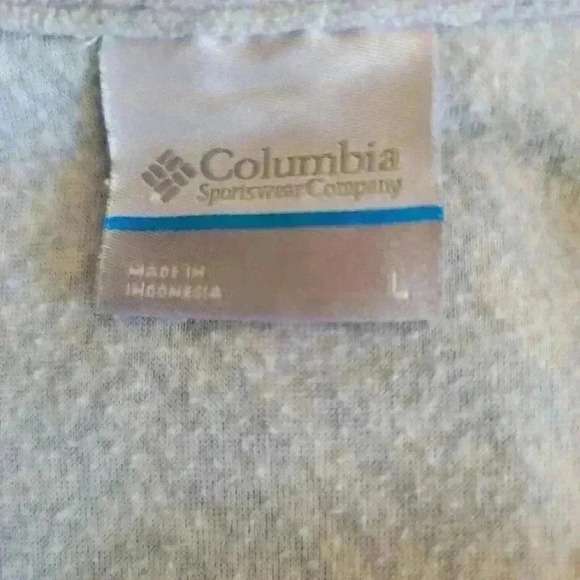 Columbia
Sportswear Company
MADE IN
INDONESIA
L